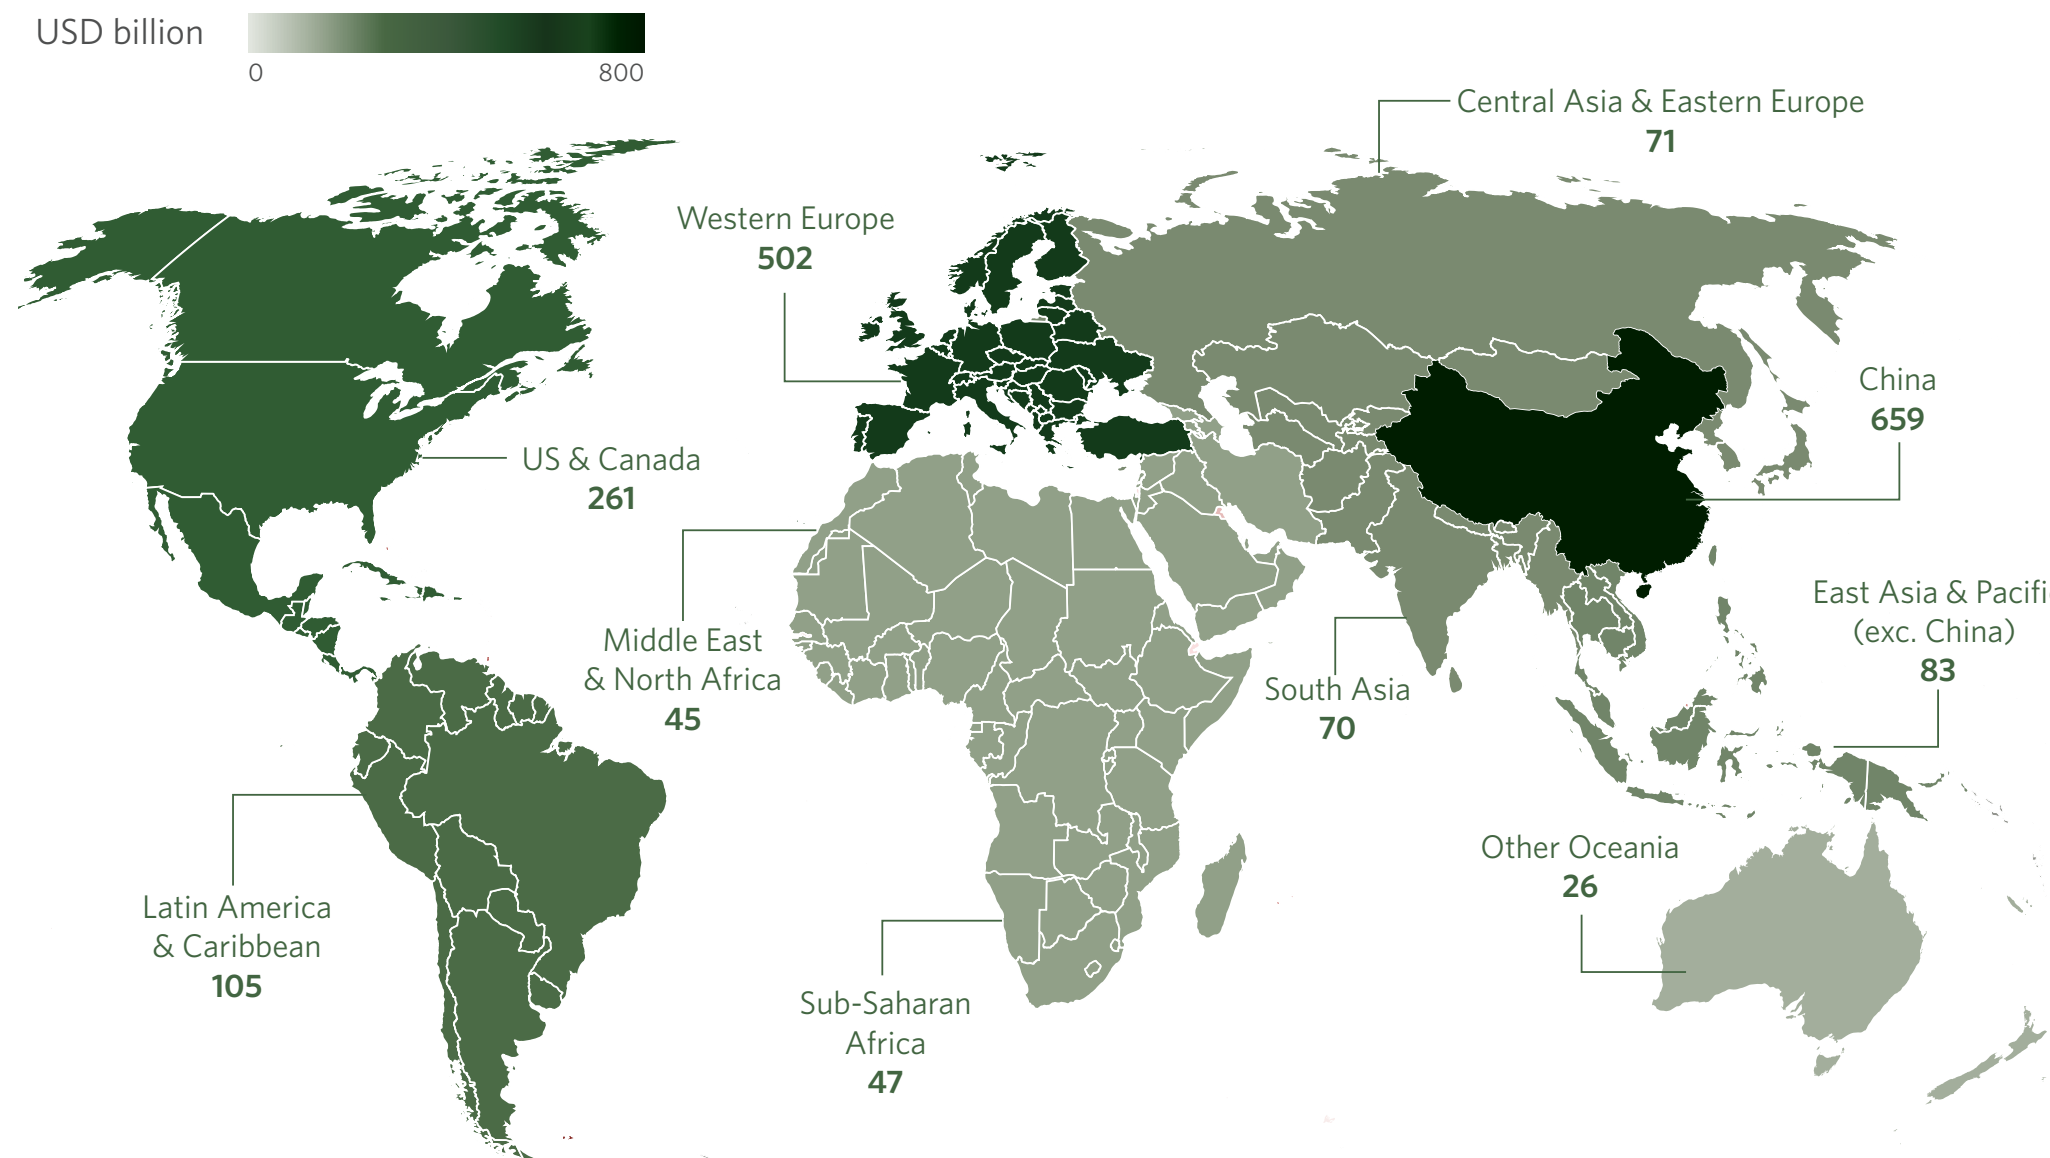 USD billion
0
800
Central Asia & Eastern Europe
71
Western Europe
502
China
659
US & Canada
261
East Asia & Pacifi
(exc. China)
83
Middle East
& North Africa
45
South Asia
70
Other Oceania
26
Latin America
& Caribbean
105
Sub-Saharan
Africa
47